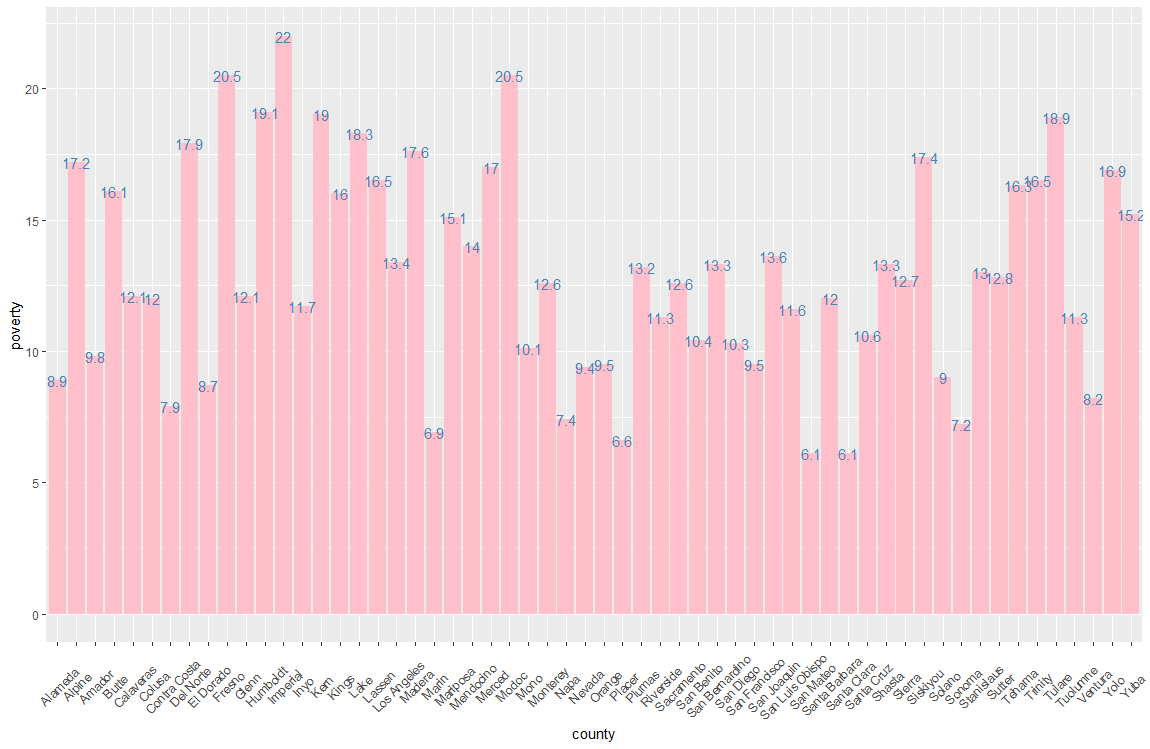 22
20.5
20.5
20
19.1
19
18.9
18.3
17.9
17.6
17.4
17.2
17
16.9
16.5
16.5
16.3
16.1
16
15.2
15.1
15
14
13.6
13.4
13.3
13.3
13.2
13
12.8
12.7
12.6
12.6
12.1
12.1
12
12
11.7
11.6
11.3
11.3
10.6
10.4
10.3
10.1
10
9.8
9.5
9.5
9.4
9
8.9
8.7
8.2
7.9
7.4
7.2
6.9
6.6
6.1
6.1
5
0
poverty
Alameda
Alpine
Amador
Butte
Calaveras
Colusa
Contra Costa
Del Norte
El Dorado
Fresno
Glenn
Humboldt
Imperial
Inyo
Kern
Kings
Lake
Lassen
Los Angeles
Madera
Marin
Mariposa
Mendocino
Merced
Modoc
Mono
Monterey
Napa
Nevada
Orange
Placer
Plumas
Riverside
Sacramento
San Benito
San Bernardino
San Diego
San Francisco
San Joaquin
San Luis Obispo
San Mateo
Santa Barbara
Santa Clara
Santa Cruz
Shasta
Sierra
Siskiyou
Solano
Sonoma
Stanislaus
Sutter
Tehama
Trinity
Tulare
Tuolumne
Ventura
Yolo
Yuba
county